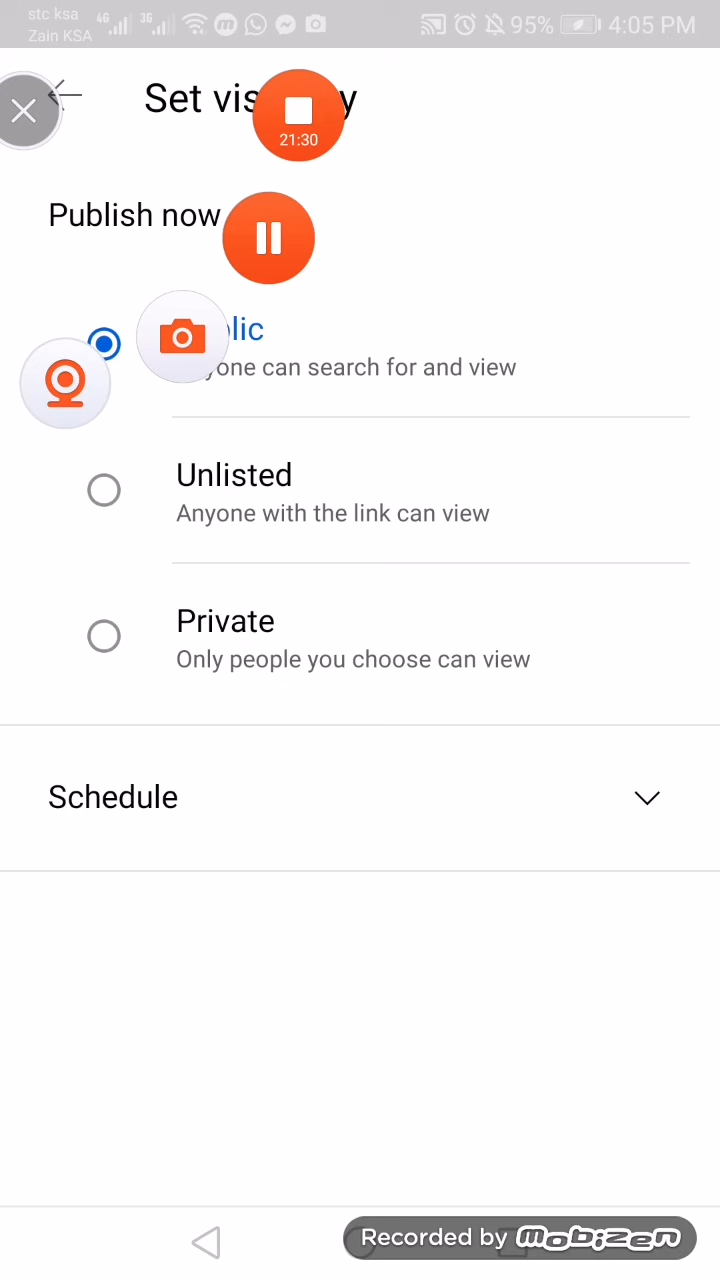 stc ksa
Zain KSA
4G
3G
95%
4:05 PM
Set vis y
21:30
Publish now
lic
yone can search for and view
Unlisted
Anyone with the link can view
Private
Only people you choose can view
Schedule
Recorded by mobizen